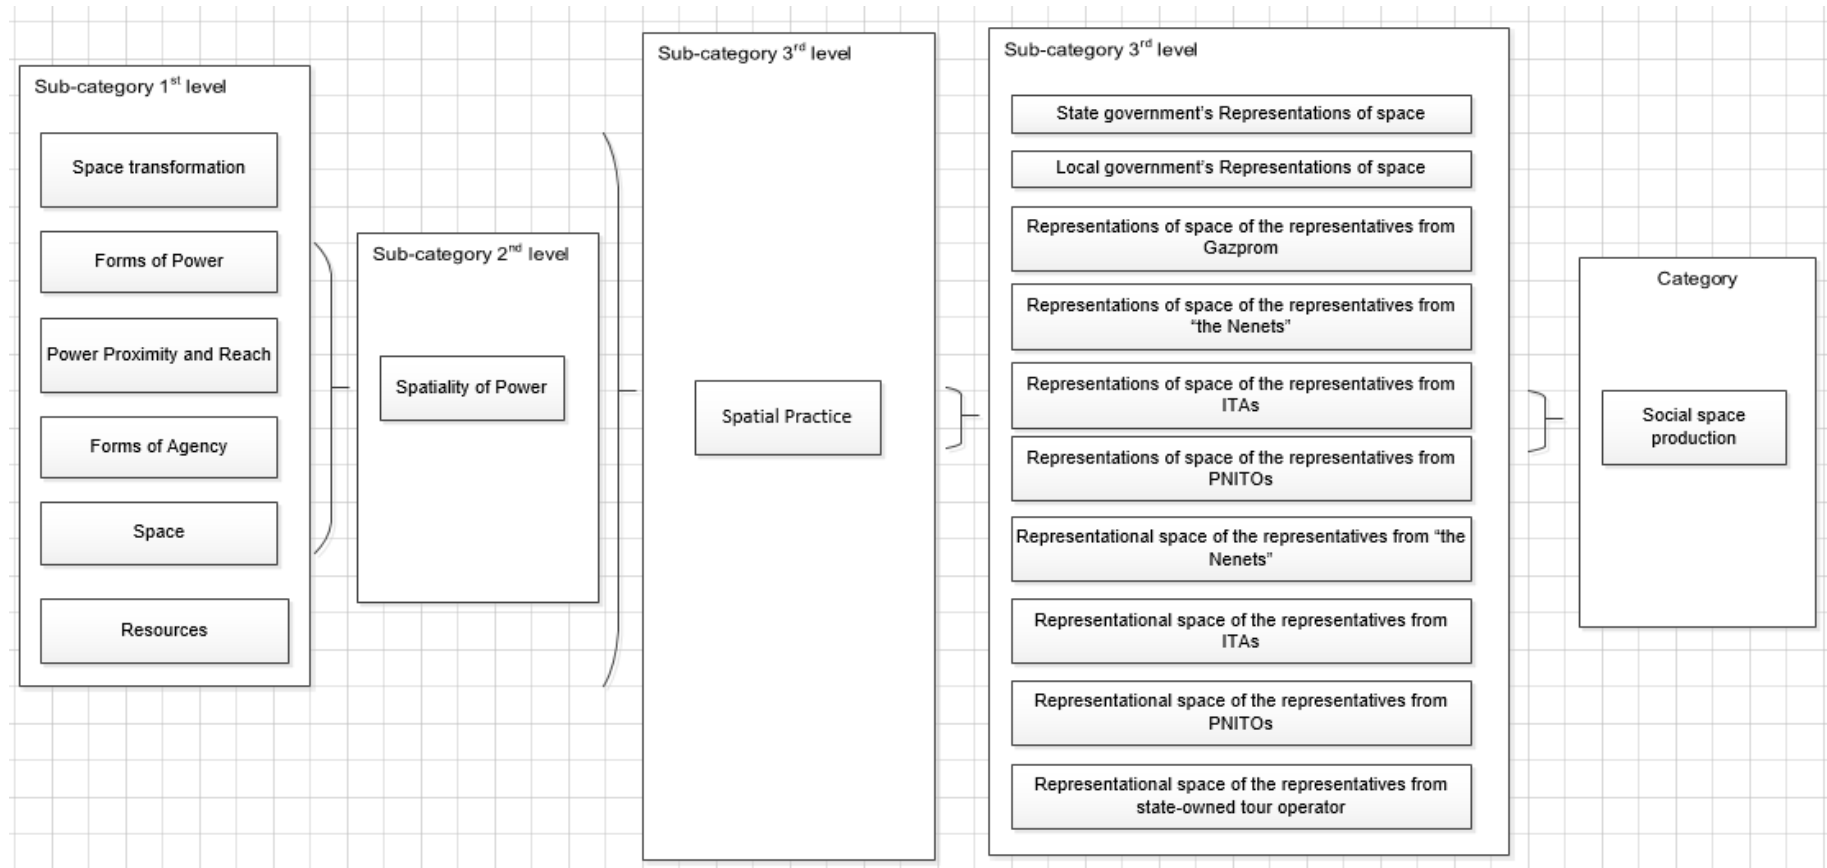 Sub-category 1st level
Space transformation
Forms of Power
Power Proximity and Reach
Forms of Agency
Space
Resources
Sub-category 2nd level
Spatiality of Power
Sub-category 3rd level
Spatial Practice
Sub-category 3rd level
State government's Representations of space
Local government's Representations of space
Representations of space of the representatives from
Gazprom
Representations of space of the representatives from
“the Nenets”
Representations of space of the representatives from
ITAs
Representations of space of the representatives from
PNITOs
Representational space of the representatives from “the
Nenets”
Representational space of the representatives from
ITAs
Representational space of the representatives from
PNITOs
Representational space of the representatives from
state-owned tour operator
Category
Social space
production